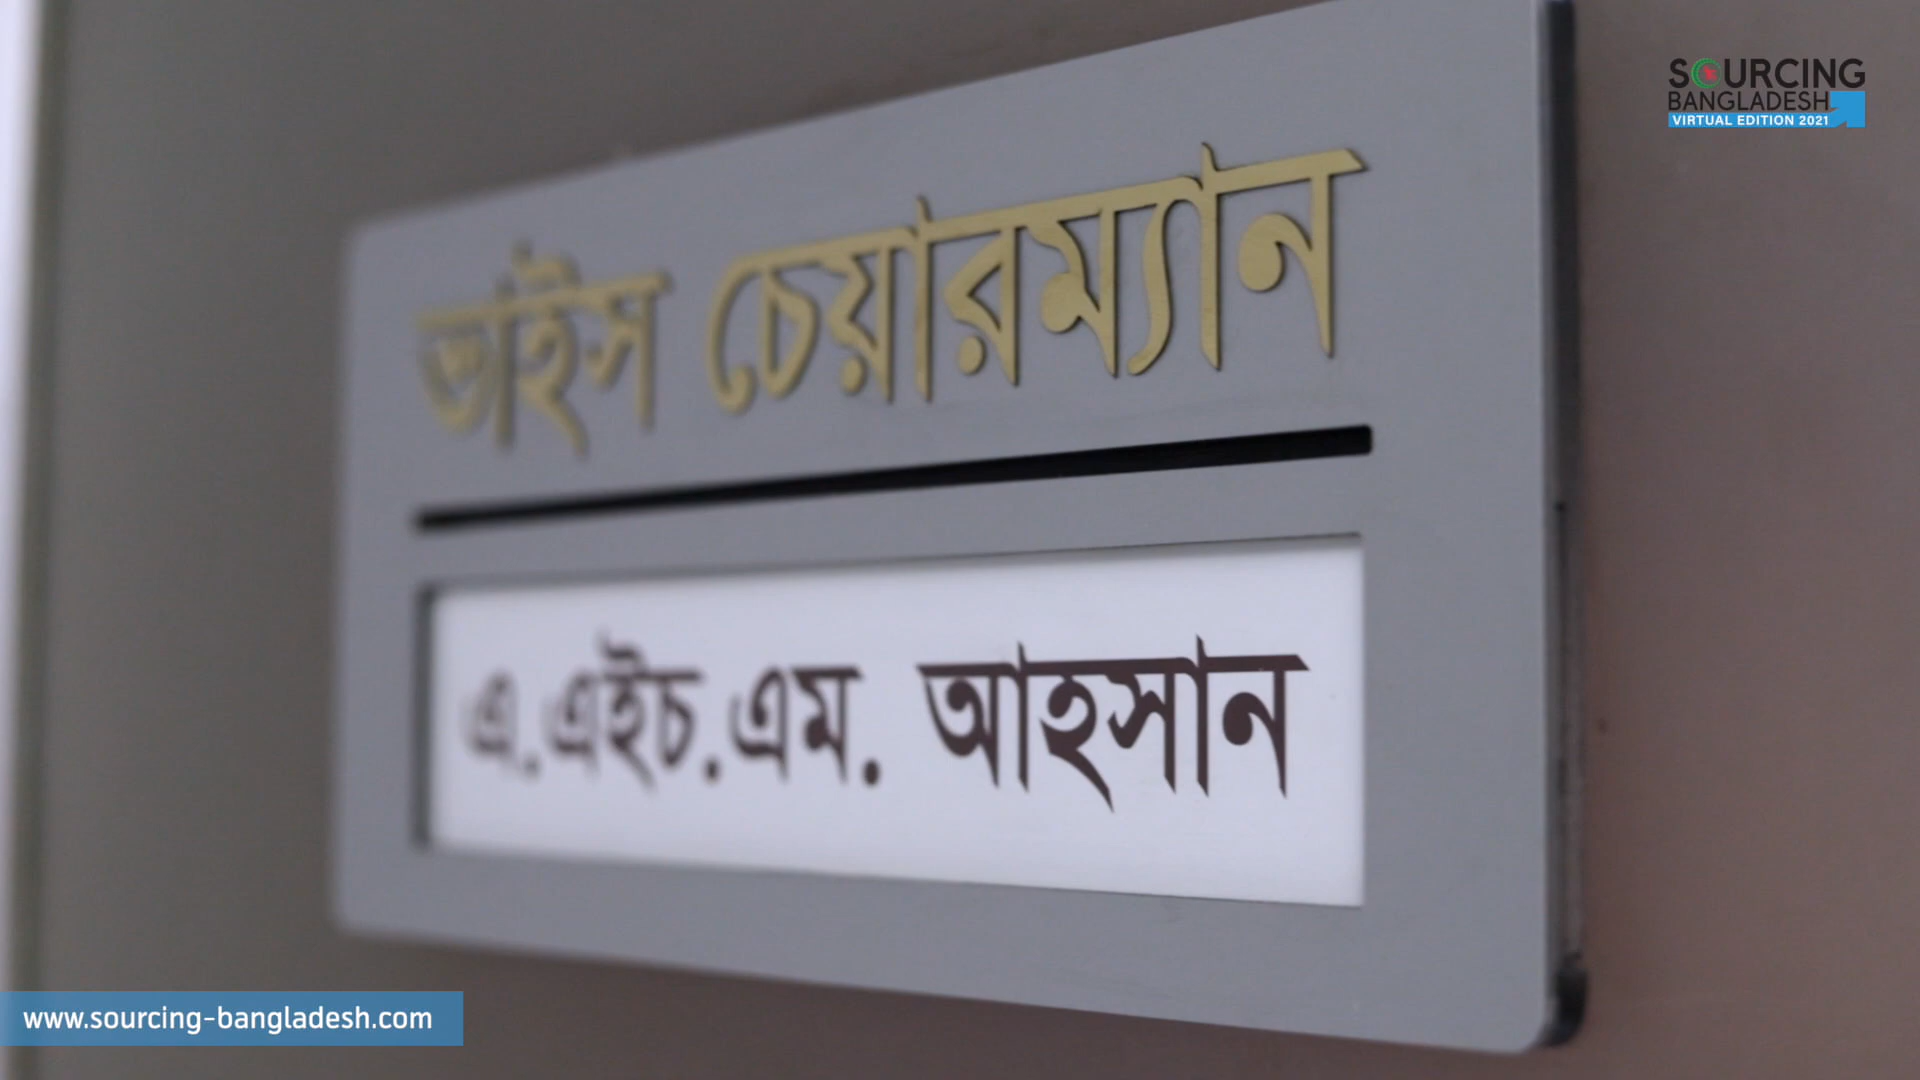 SOURCING
BANGLADESH
VIRTUAL EDITION 2021
ভাইস চেয়ারম্যান
এ.এইচ.এম. আহসান
www.sourcing-bangladesh.com